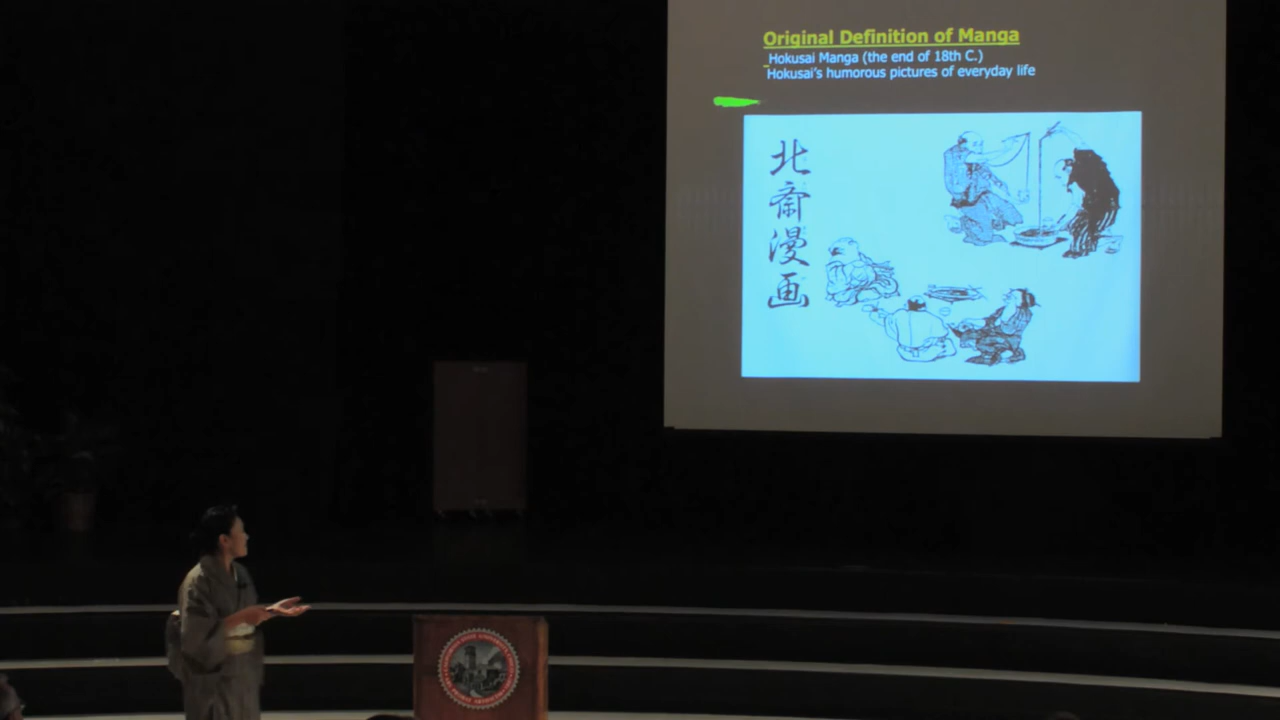 Original Definition of Manga
Hokusai Manga (the end of 18th C.)
Hokusai's humorous pictures of everyday life
北斎漫画